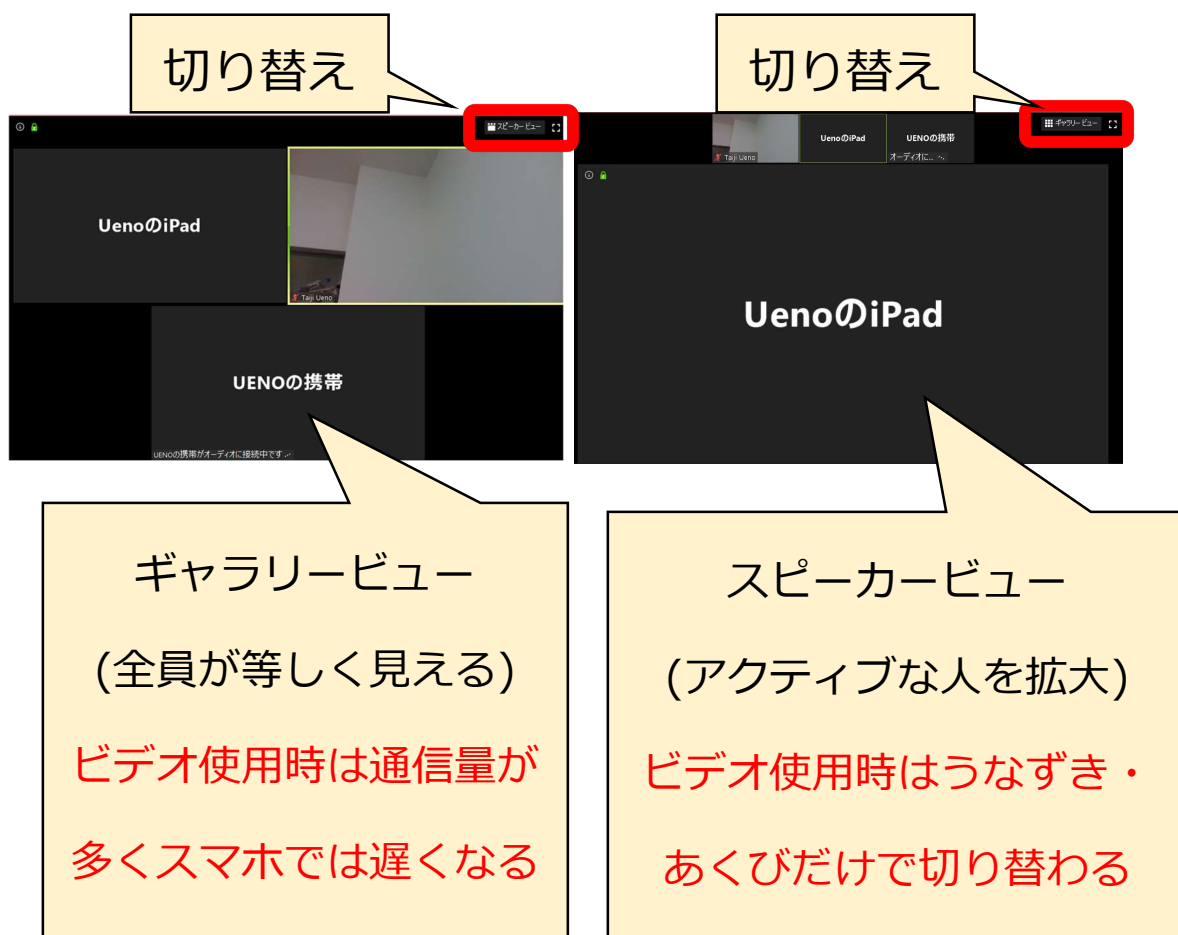 切り替え
切り替え
スピーカービュー
UenoのiPad
Taiji Ueno
UENOの携帯
UENOの携帯がオーディオに接続中です
ギャラリービュー
Taiji Ueno
UenoのiPad
UENOの携帯
オーディオに...
UenoのiPad
ギャラリービュー
(全員が等しく見える)
ビデオ使用時は通信量が
多くスマホでは遅くなる
スピーカービュー
(アクティブな人を拡大)
ビデオ使用時はうなずき・
あくびだけで切り替わる